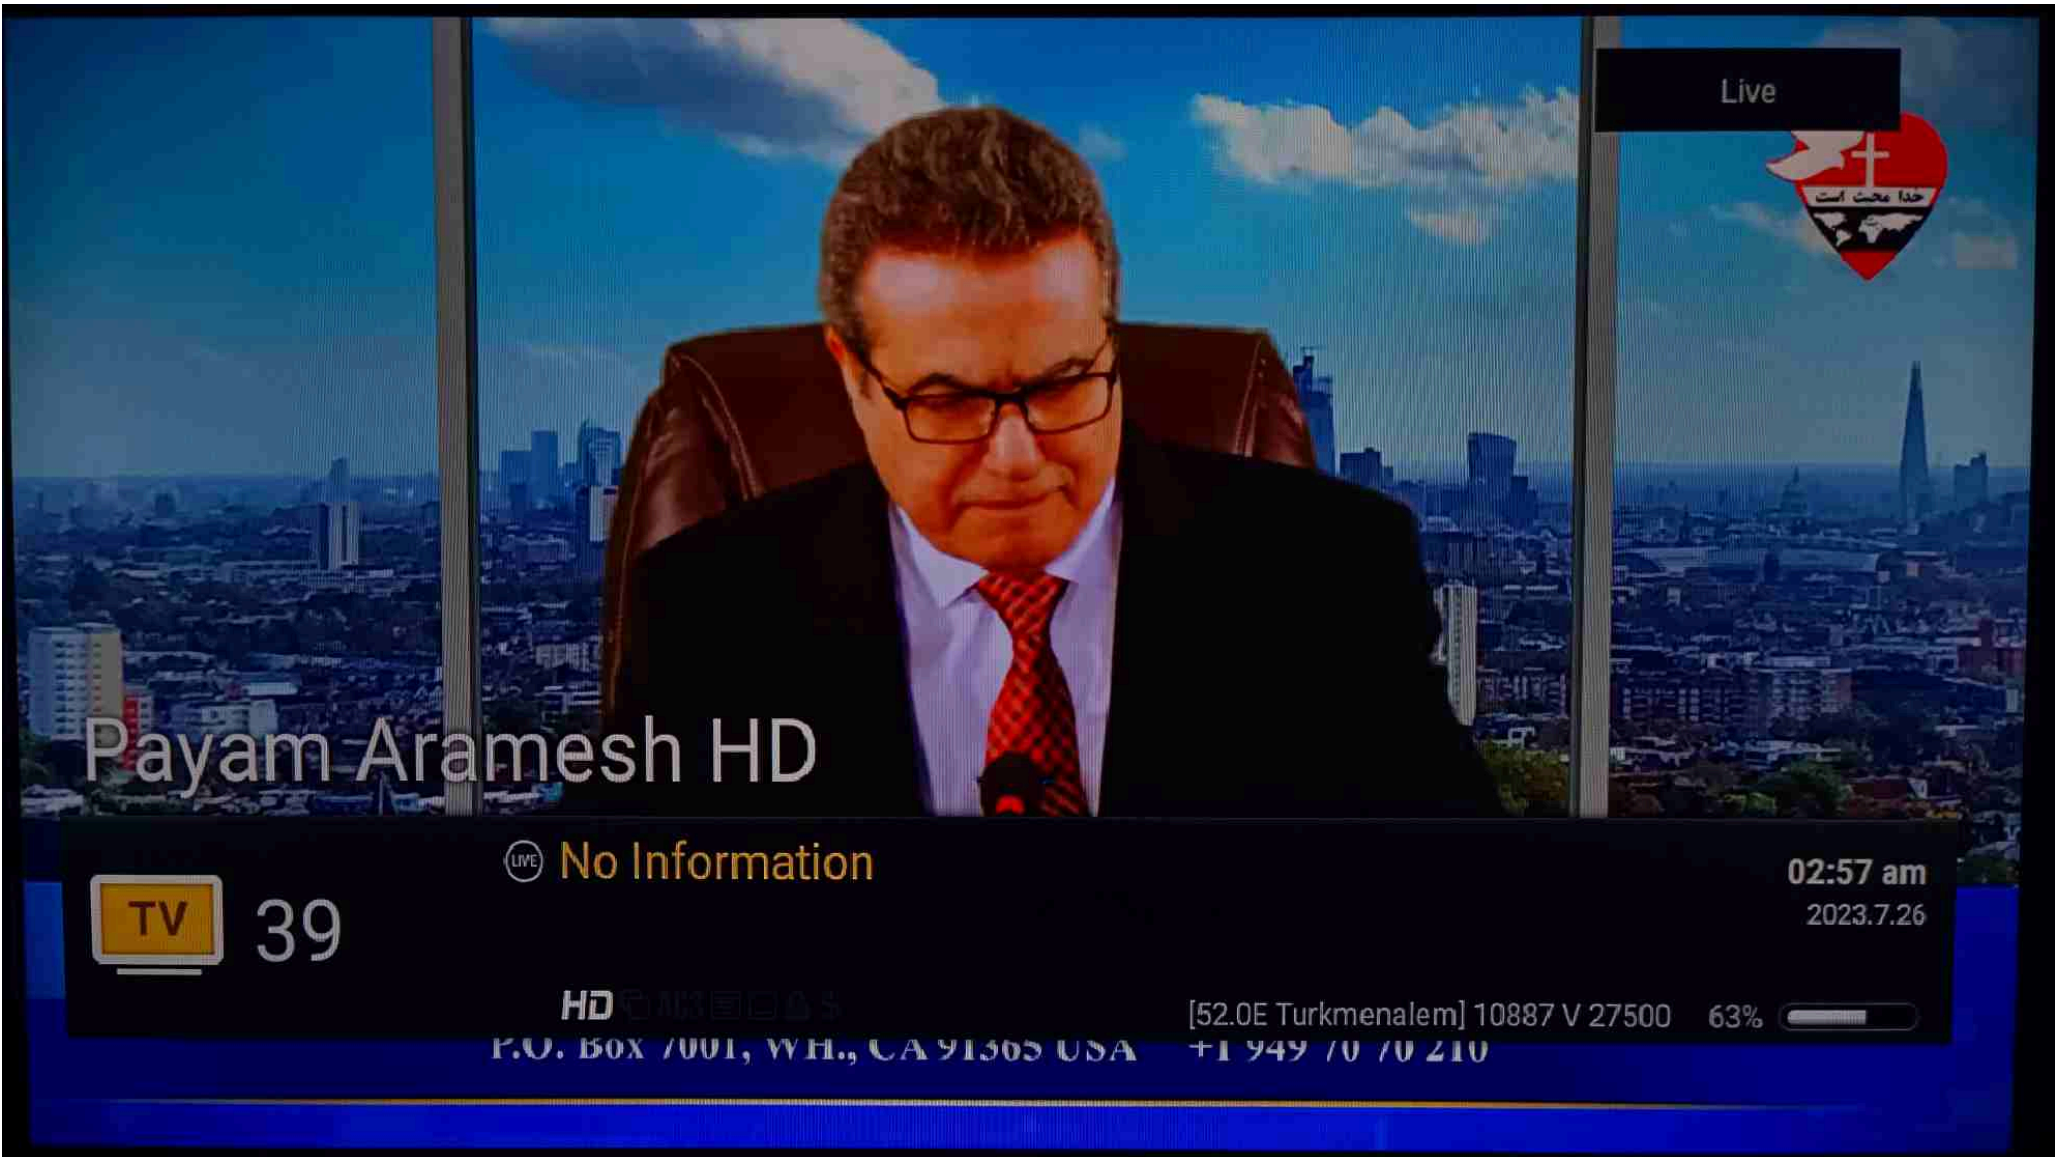 Live
خدا محبت است
Payam Aramesh HD
LIVE No Information
02:57 am
2023.7.26
TV 39
HD
[52.0E Turkmenalem] 10887 V 27500 63%
P.O. Box 7001, WH., CA 91365 USA +1 949 70 70 210